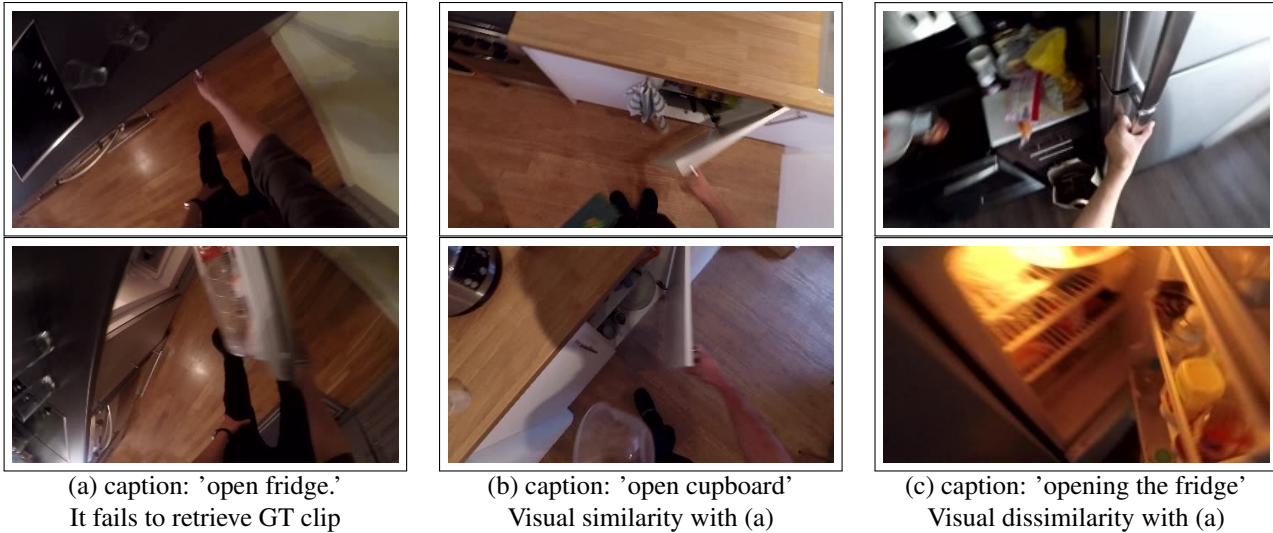 (a) caption: ’open fridge.’
It fails to retrieve GT clip
(b) caption: ’open cupboard’
Visual similarity with (a)
(c) caption: ’opening the fridge’
Visual dissimilarity with (a)